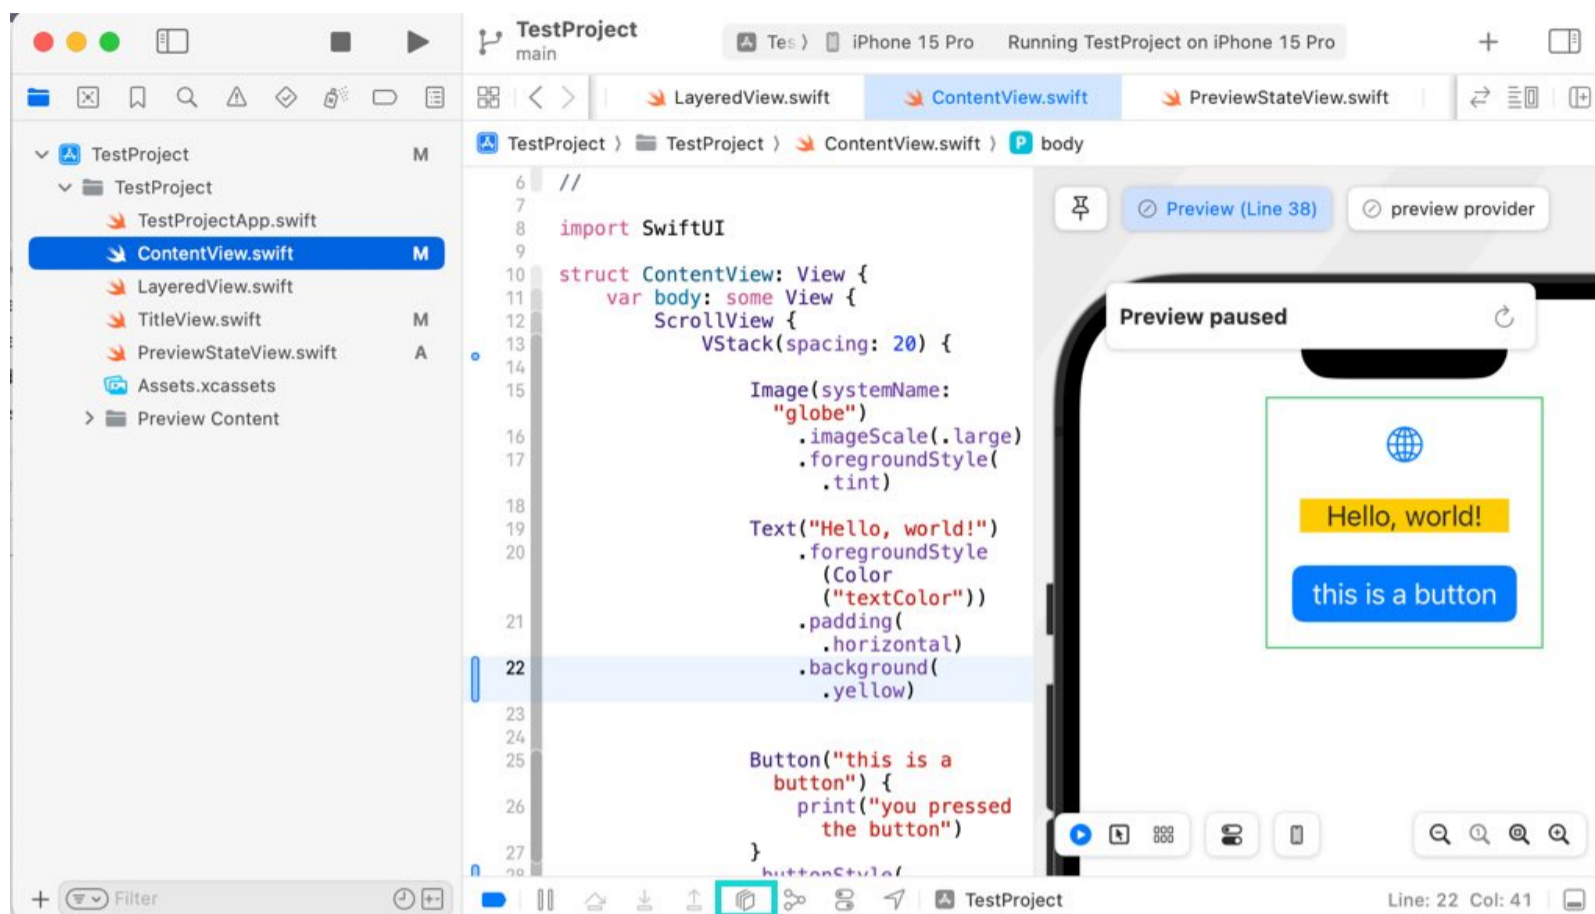 TestProject
main
Tes
iPhone 15 Pro
Running TestProject on iPhone 15 Pro
LayeredView.swift
ContentView.swift
PreviewStateView.swift
TestProject
TestProject
ContentView.swift
P
body
TestProject M
TestProject
TestProjectApp.swift
ContentView.swift M
LayeredView.swift
TitleView.swift M
PreviewStateView.swift A
Assets.xcassets
Preview Content
6 //
7
8 import SwiftUI
9
10 struct ContentView: View {
11 var body: some View {
12 ScrollView {
13 VStack(spacing: 20) {
14
15 Image(systemName:
"globe")
16 .imageScale(.large)
17 .foregroundStyle(
.tint)
18
19 Text("Hello, world!")
20 .foregroundStyle
(Color
("textColor"))
21 .padding(
.horizontal)
22 .background(
.yellow)
23
24
25 Button("this is a
button") {
26 print("you pressed
the button")
27 }
28 .buttonStyle(
Preview (Line 38)
preview provider
Preview paused
Hello, world!
this is a button
Filter
TestProject
Line: 22 Col: 41